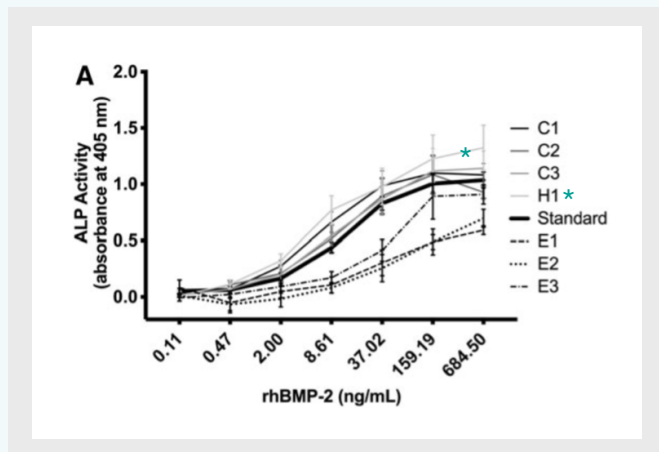 A
ALP Activity
(absorbance at 405 nm)
2.0
1.5
1.0
0.5
0.0
0.11
0.47
2.00
8.61
37.02
159.19
684.50
rhBMP-2 (ng/mL)
*
C1
C2
C3
H1 *
Standard
E1
E2
E3